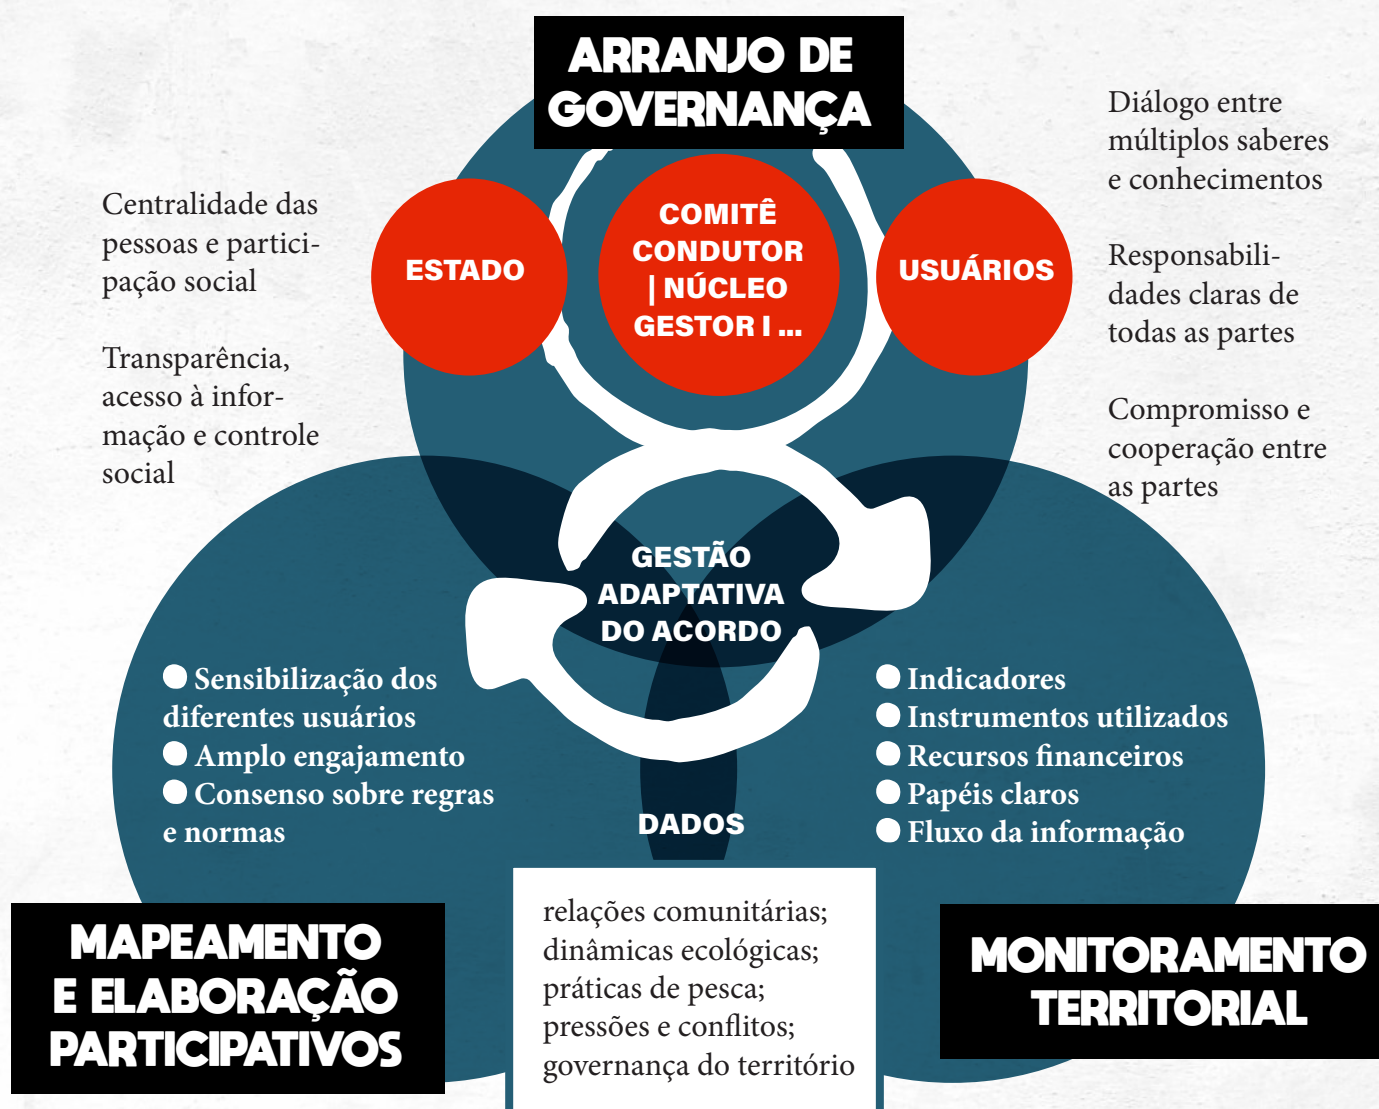 ARRANJO DE
GOVERNANÇA
Centralidade das
pessoas e partici-
pação social
Transparência,
acesso à infor-
mação e controle
social
ESTADO
COMITÊ
CONDUTOR
| NÚCLEO
GESTOR I ...
USUÁRIOS
Diálogo entre
múltiplos saberes
e conhecimentos
Responsabili-
dades claras de
todas as partes
Compromisso e
cooperação entre
as partes
GESTÃO
ADAPTATIVA
DO ACORDO
● Sensibilização dos
diferentes usuários
● Amplo engajamento
● Consenso sobre regras
e normas
● Indicadores
● Instrumentos utilizados
● Recursos financeiros
● Papéis claros
● Fluxo da informação
DADOS
relações comunitárias;
dinâmicas ecológicas;
práticas de pesca;
pressões e conflitos;
governança do território
MAPEAMENTO
E ELABORAÇÃO
PARTICIPATIVOS
MONITORAMENTO
TERRITORIAL